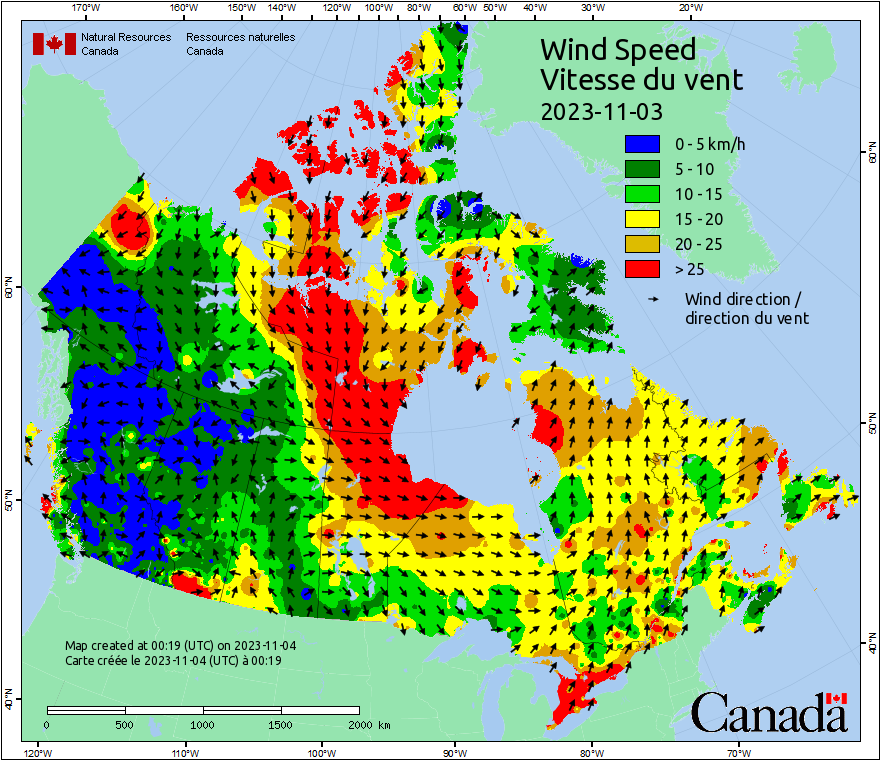 170°W 160°W 150°W 140°W 120°W 100°W 80°W 60°W 50°W 40°W 30°W 20°W
Natural Resources Canada
Ressources naturelles Canada
Wind Speed
Vitesse du vent
2023-11-03
0 - 5 km/h
5 - 10
10 - 15
15 - 20
20 - 25
> 25
Wind direction /
direction du vent
60°N
50°N
40°N
60°N
50°N
40°N
Map created at 00:19 (UTC) on 2023-11-04
Carte créée le 2023-11-04 (UTC) à 00:19
0 500 1000 1500 2000 km
Canada
120°W 110°W 100°W 90°W 80°W 70°W